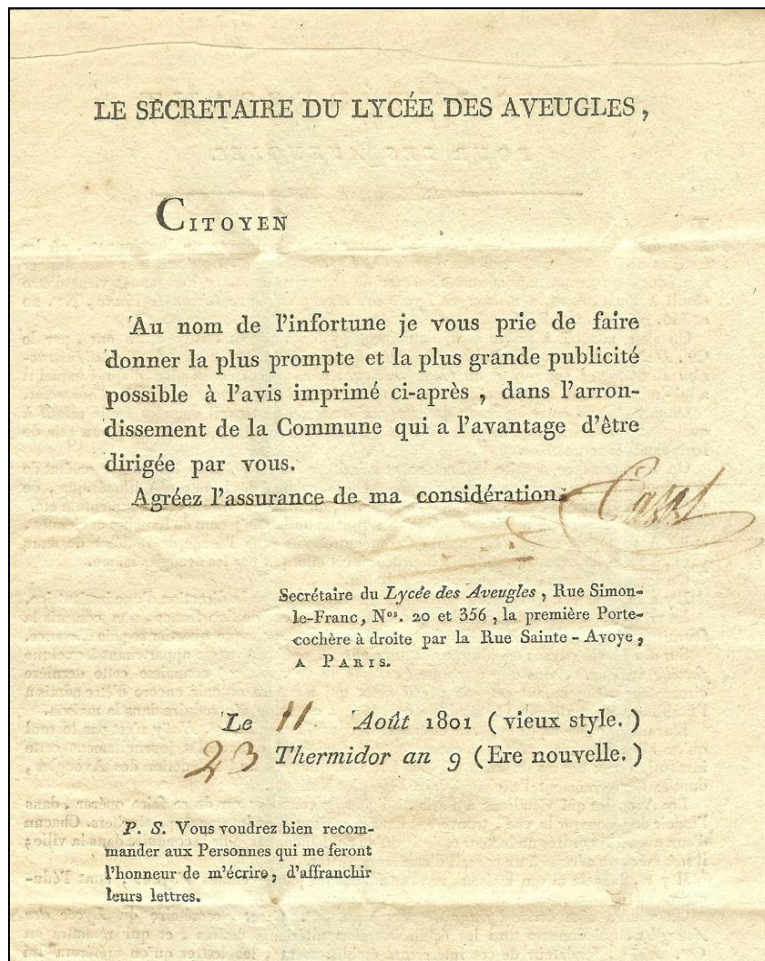 LE SECRETAIRE DU LYCÉE DES AVEUGLES,
CITOYEN
Au nom de l'infortune je vous prie de faire
donner la plus prompte et la plus grande publicité
possible à l'avis imprimé ci-après, dans l'arron-
dissement de la Commune qui a l'avantage d'être
dirigée par vous.
Agréez l'assurance de ma considération.
Secrétaire du Lycée des Aveugles, Rue Simon-
le-Franc, Nos. 20 et 356, la première Porte-
cochère à droite par la Rue Sainte-Avoye,
A PARIS.
Le 11 Août 1801 (vieux style.)
23 Thermidor an 9 (Ere nouvelle.)
P. S. Vous voudrez bien recom-
mander aux Personnes qui me feront
l'honneur de m'écrire, d'affranchir
leurs lettres.